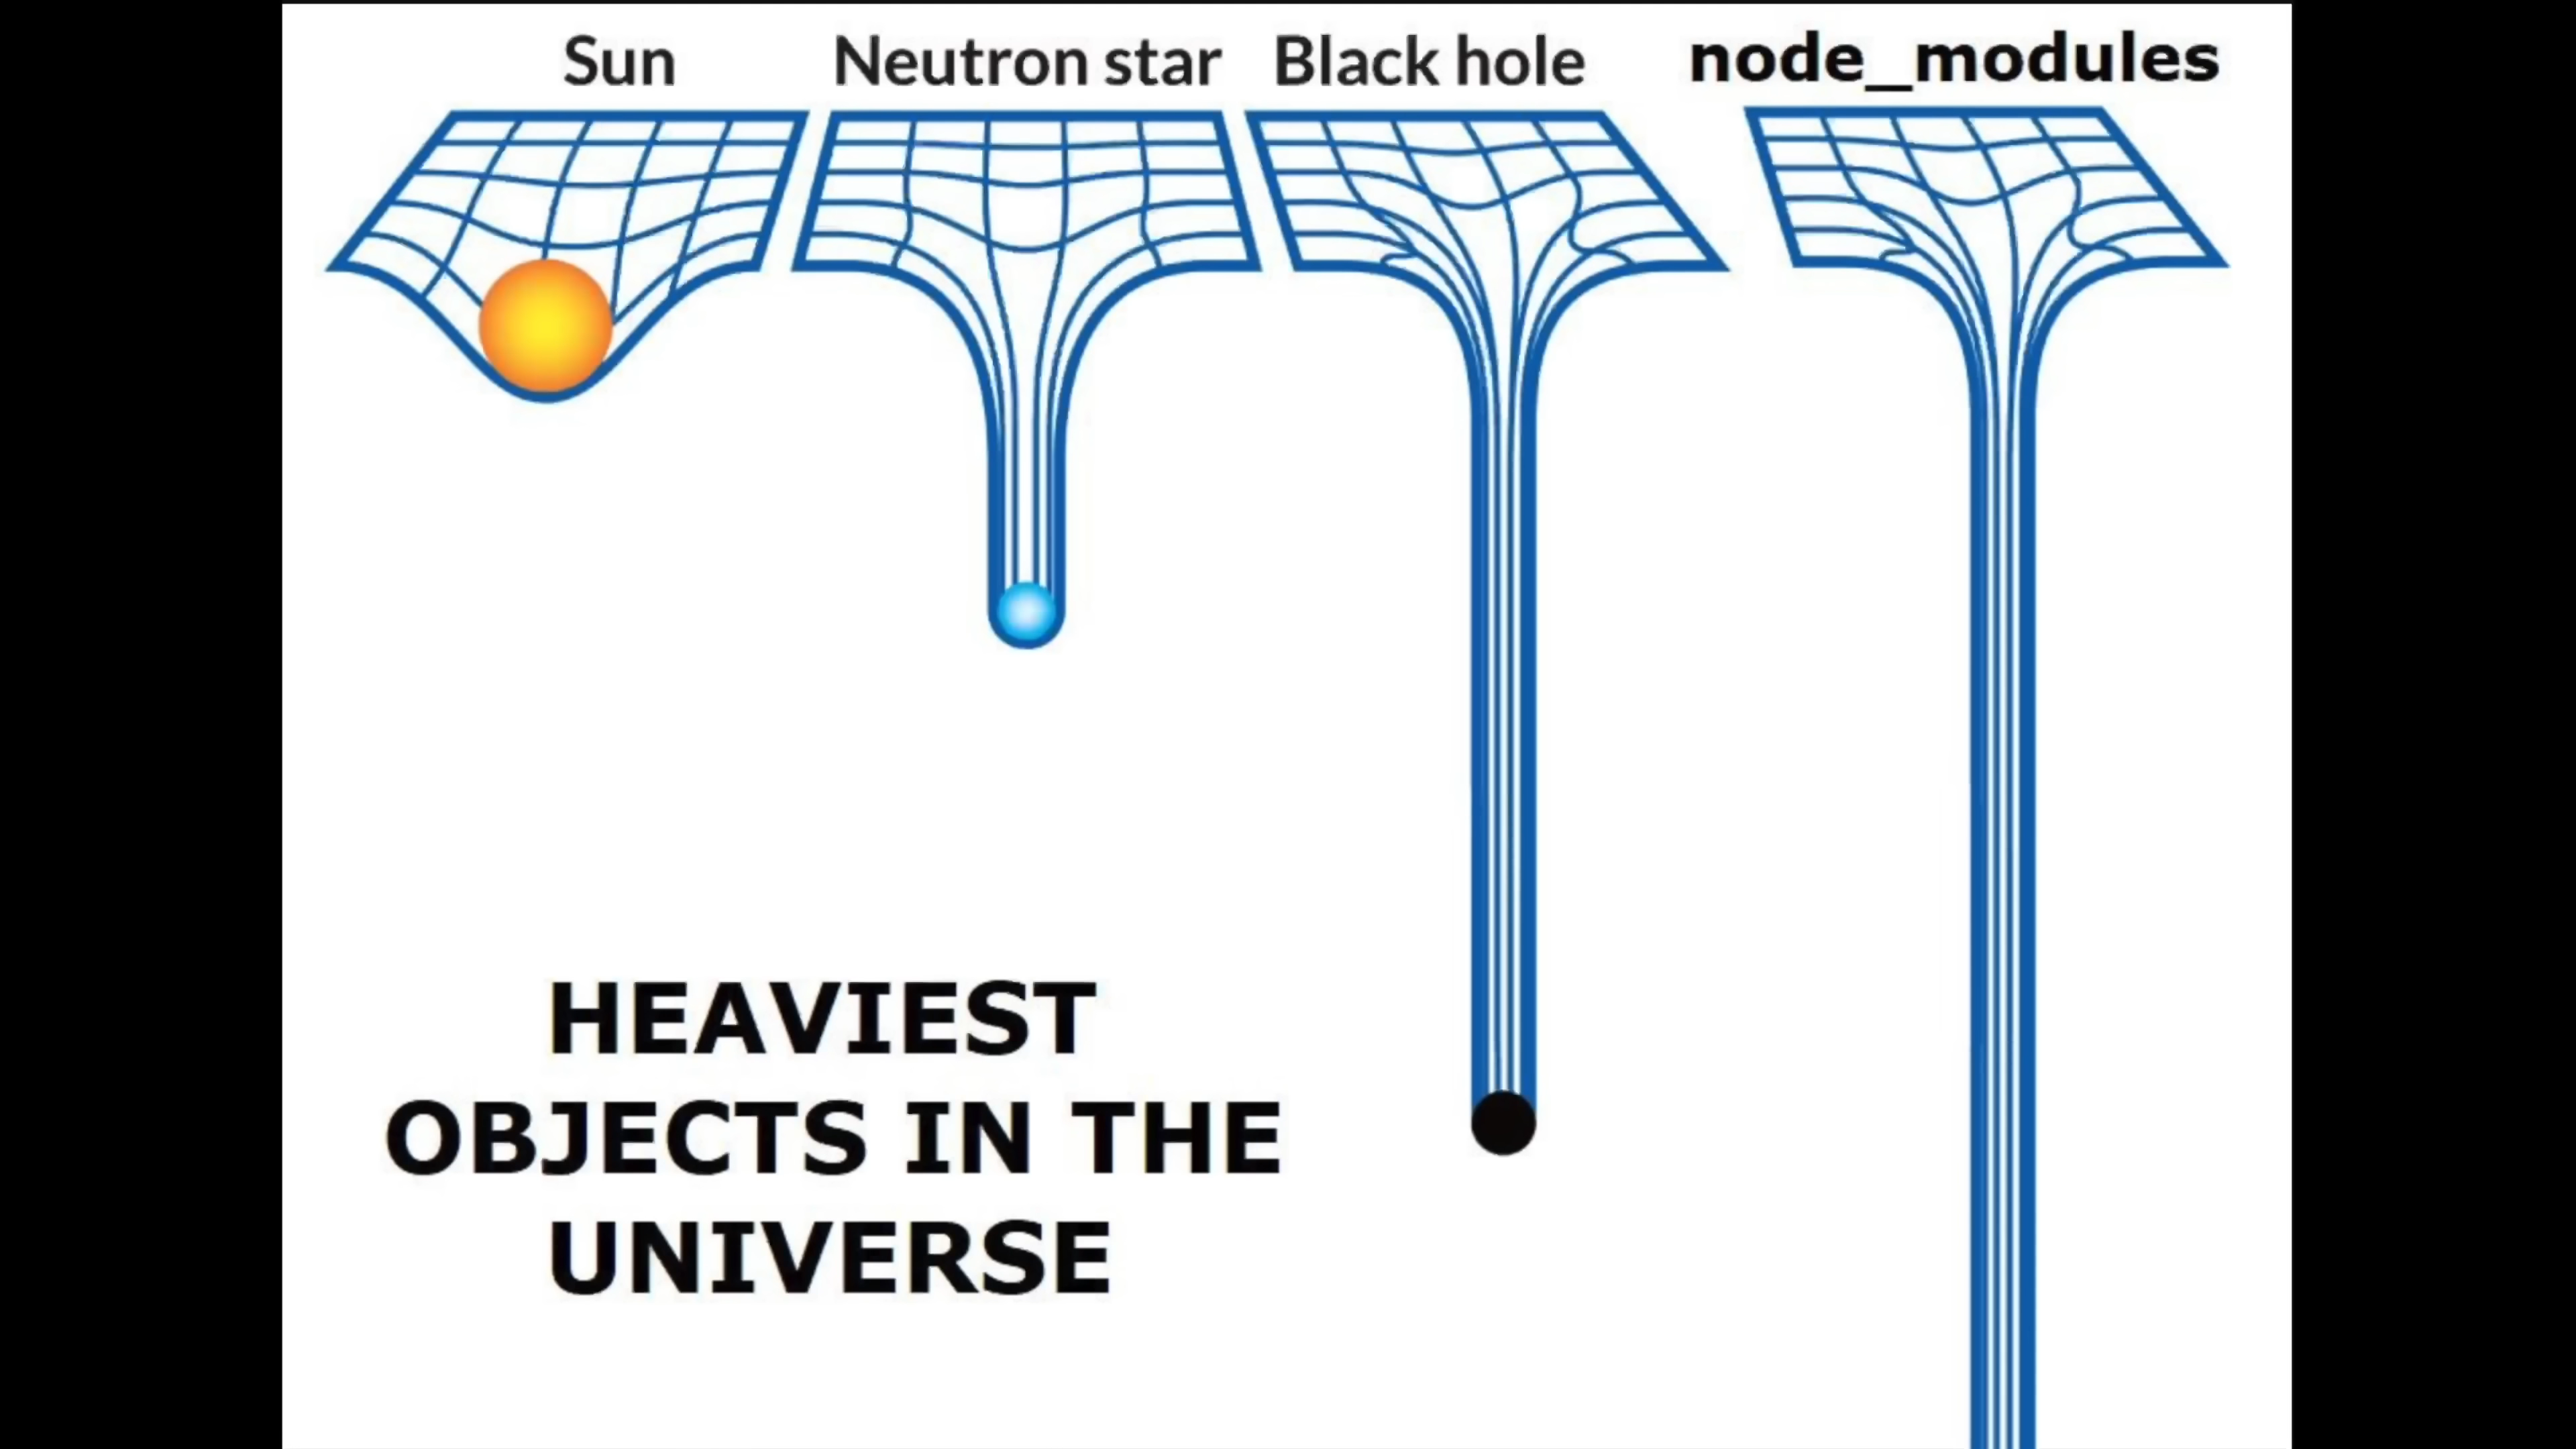 Sun
Neutron star
Black hole
node_modules
HEAVIEST
OBJECTS IN THE
UNIVERSE